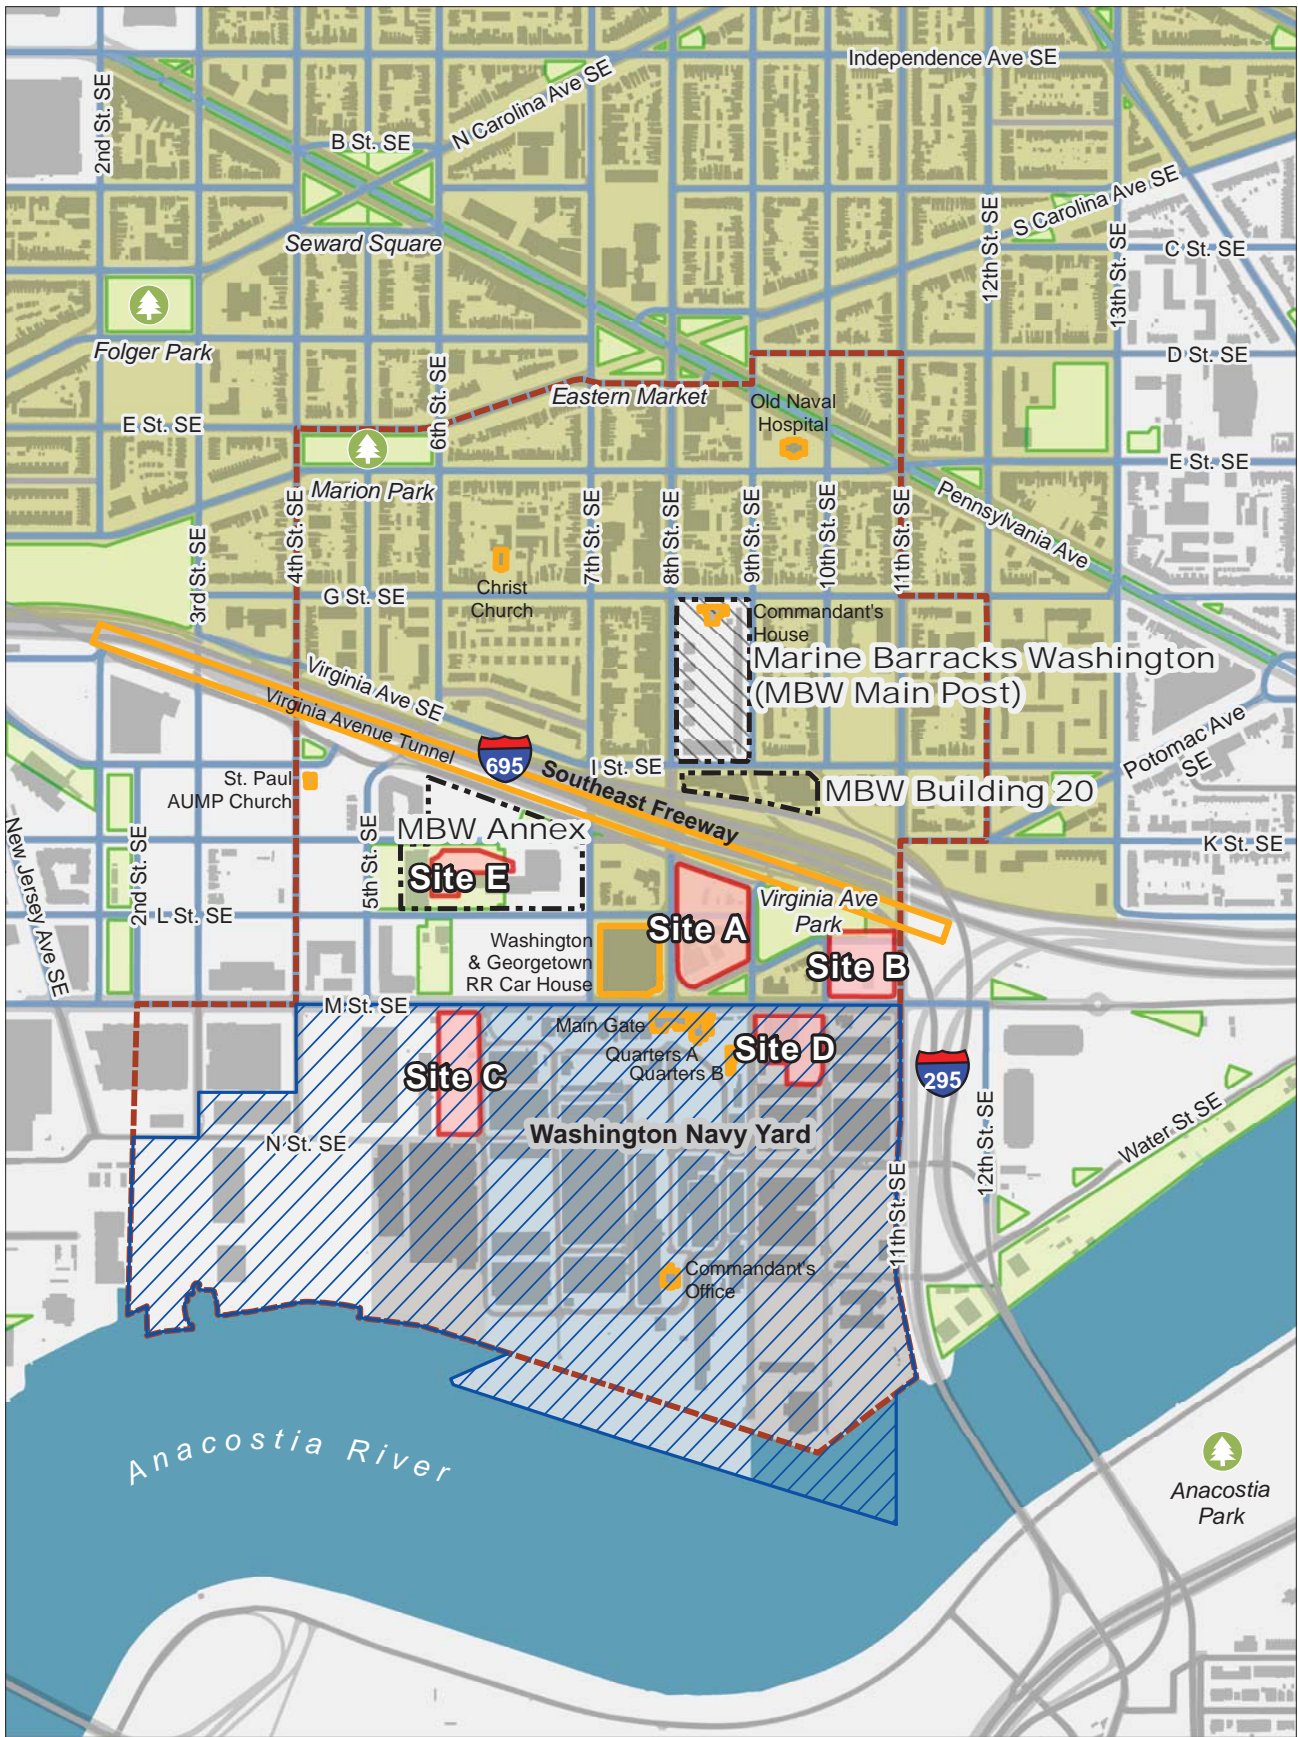 Independence Ave SE
2nd St. SE
N Carolina Ave SE
B St. SE
S Carolina Ave SE
12th St. SE
13th St. SE
C St. SE
Seward Square
Folger Park
D St. SE
6th St. SE
Eastern Market
Old Naval
Hospital
E St. SE
E St. SE
Marion Park
Pennsylvania Ave
3rd St. SE
4th St. SE
7th St. SE
8th St. SE
9th St. SE
10th St. SE
11th St. SE
Christ
Church
G St. SE
Commandant's
House
Marine Barracks Washington
(MBW Main Post)
Virginia Ave SE
Virginia Avenue Tunnel
695
Southeast Freeway
I St. SE
Potomac Ave
SE
St. Paul
AUMP Church
MBW Building 20
MBW Annex
New Jersey Ave SE
2nd St. SE
5th St. SE
K St. SE
Site E
Virginia Ave
Park
L St. SE
Site A
Washington
& Georgetown
RR Car House
Site B
M St. SE
Main Gate
Quarters A
Quarters B
Site D
Site C
295
Washington Navy Yard
N St. SE
Water St SE
12th St. SE
11th St. SE
Commandant's
Office
Anacostia River
Anacostia
Park